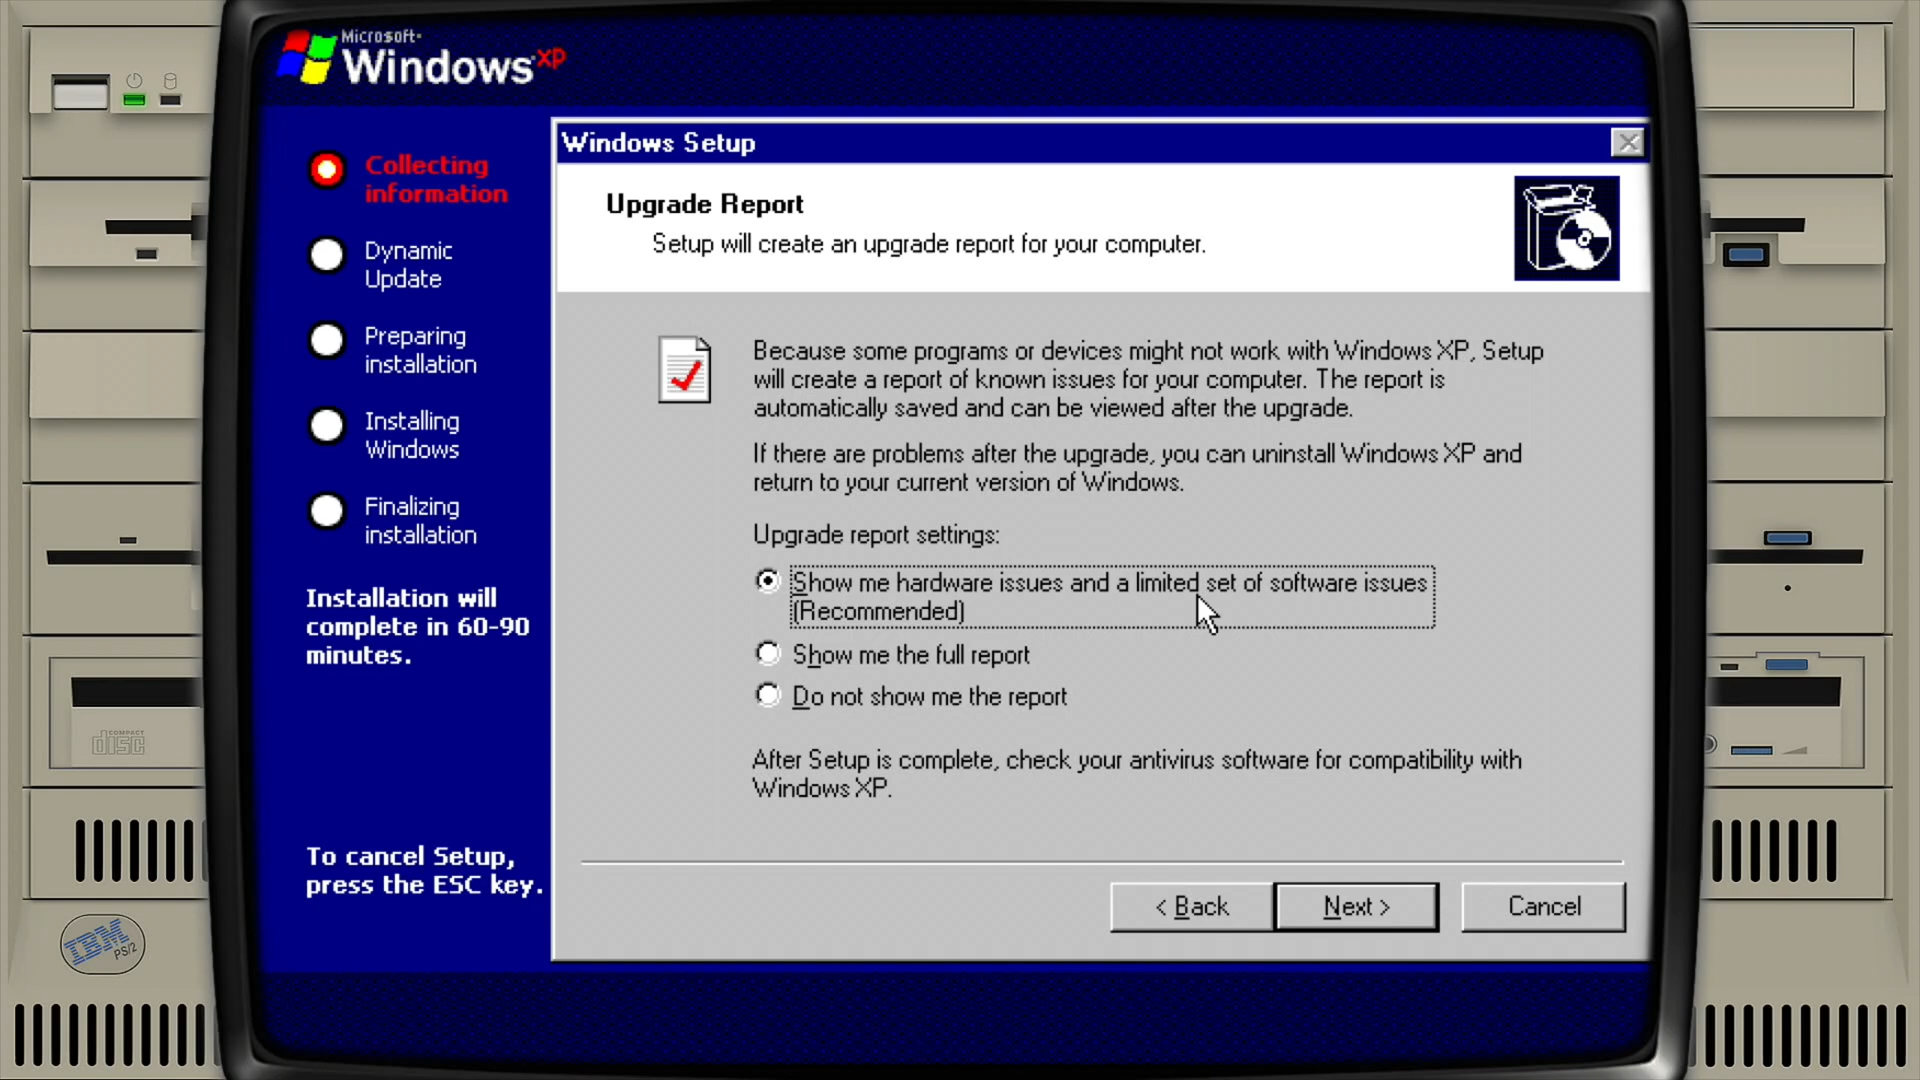 Microsoft
Windows XP
Collecting
information
Dynamic
Update
Preparing
installation
Installing
Windows
Finalizing
installation
Installation will
complete in 60-90
minutes.
To cancel Setup,
press the ESC key.
Windows Setup
Upgrade Report
Setup will create an upgrade report for your computer.
Because some programs or devices might not work with Windows XP, Setup
will create a report of known issues for your computer. The report is
automatically saved and can be viewed after the upgrade.
If there are problems after the upgrade, you can uninstall Windows XP and
return to your current version of Windows.
Upgrade report settings:
Show me hardware issues and a limited set of software issues
(Recommended)
Show me the full report
Do not show me the report
After Setup is complete, check your antivirus software for compatibility with
Windows XP.
< Back
Next >
Cancel
COMPACT
disc
IBM
PS/2